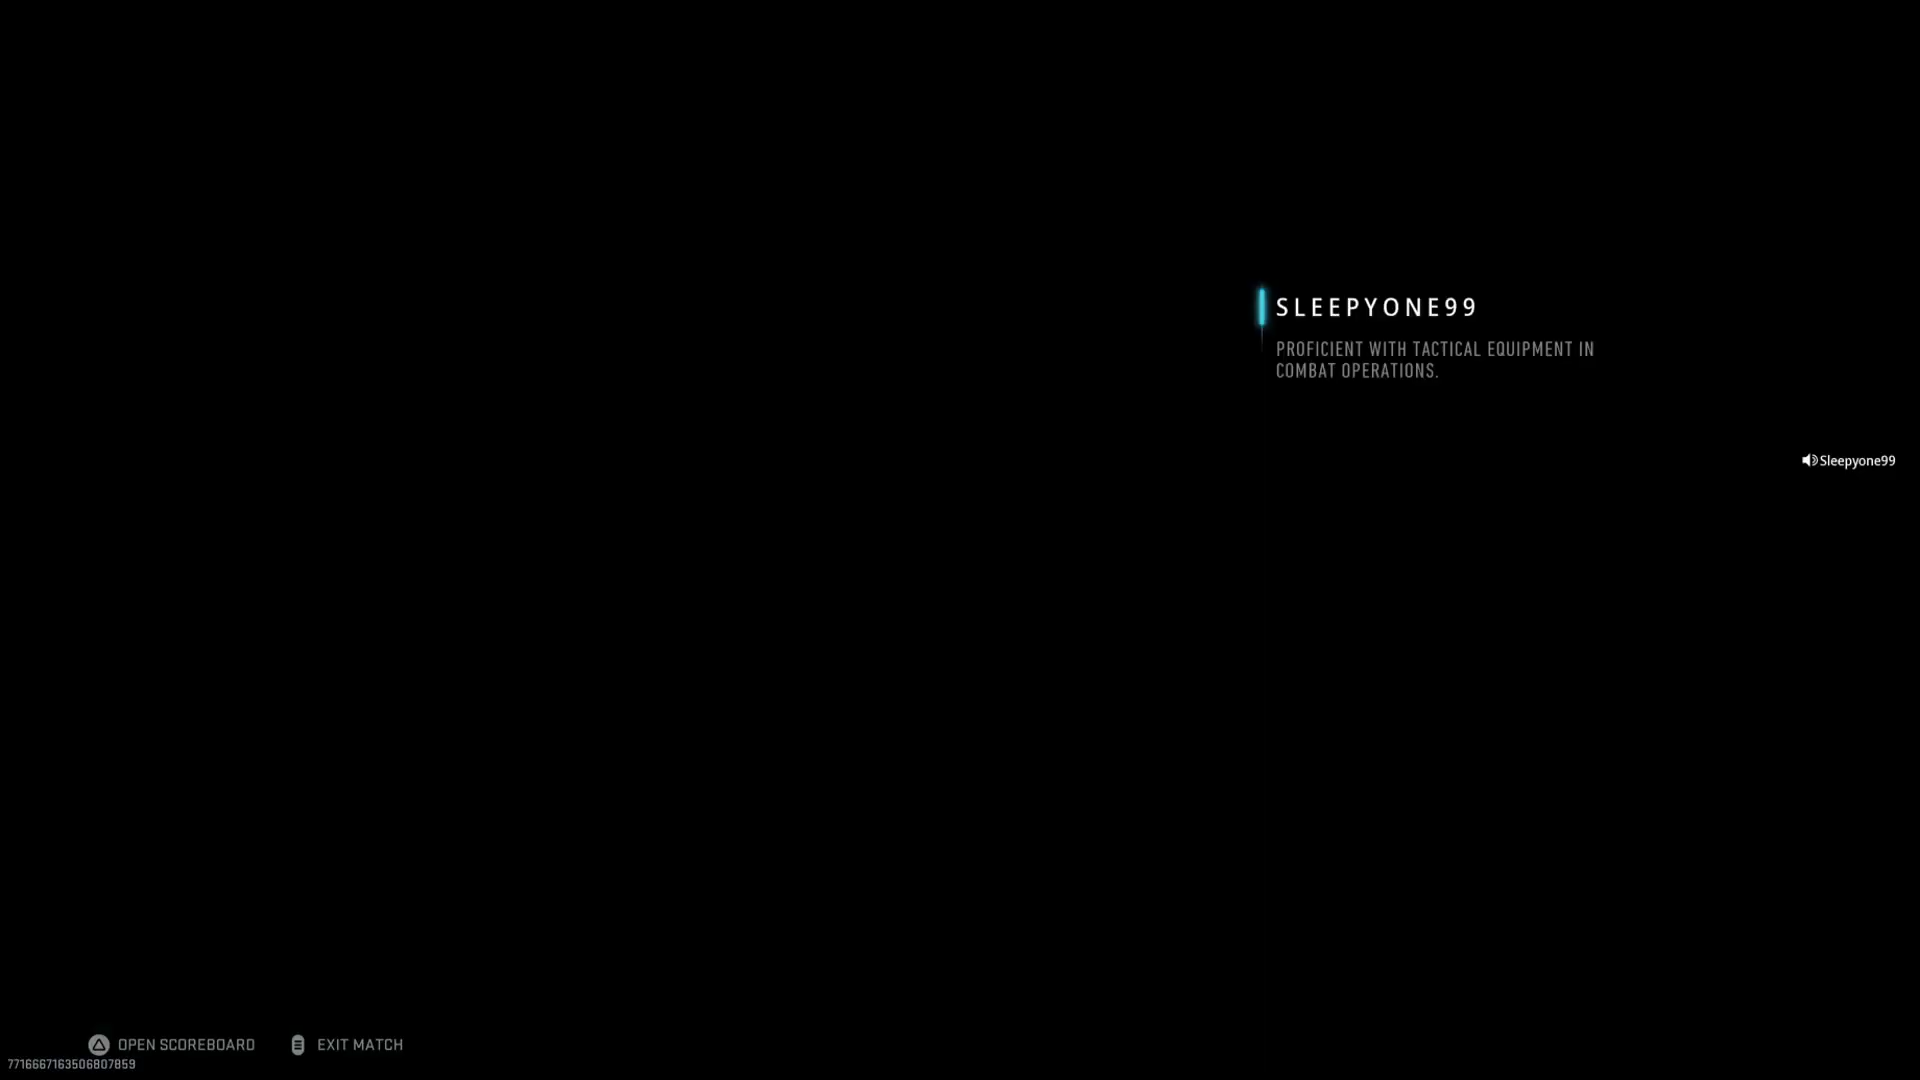 SLEEPYONE99
PROFICIENT WITH TACTICAL EQUIPMENT IN
COMBAT OPERATIONS.
Sleepyone99
OPEN SCOREBOARD
EXIT MATCH
7716667163506807859